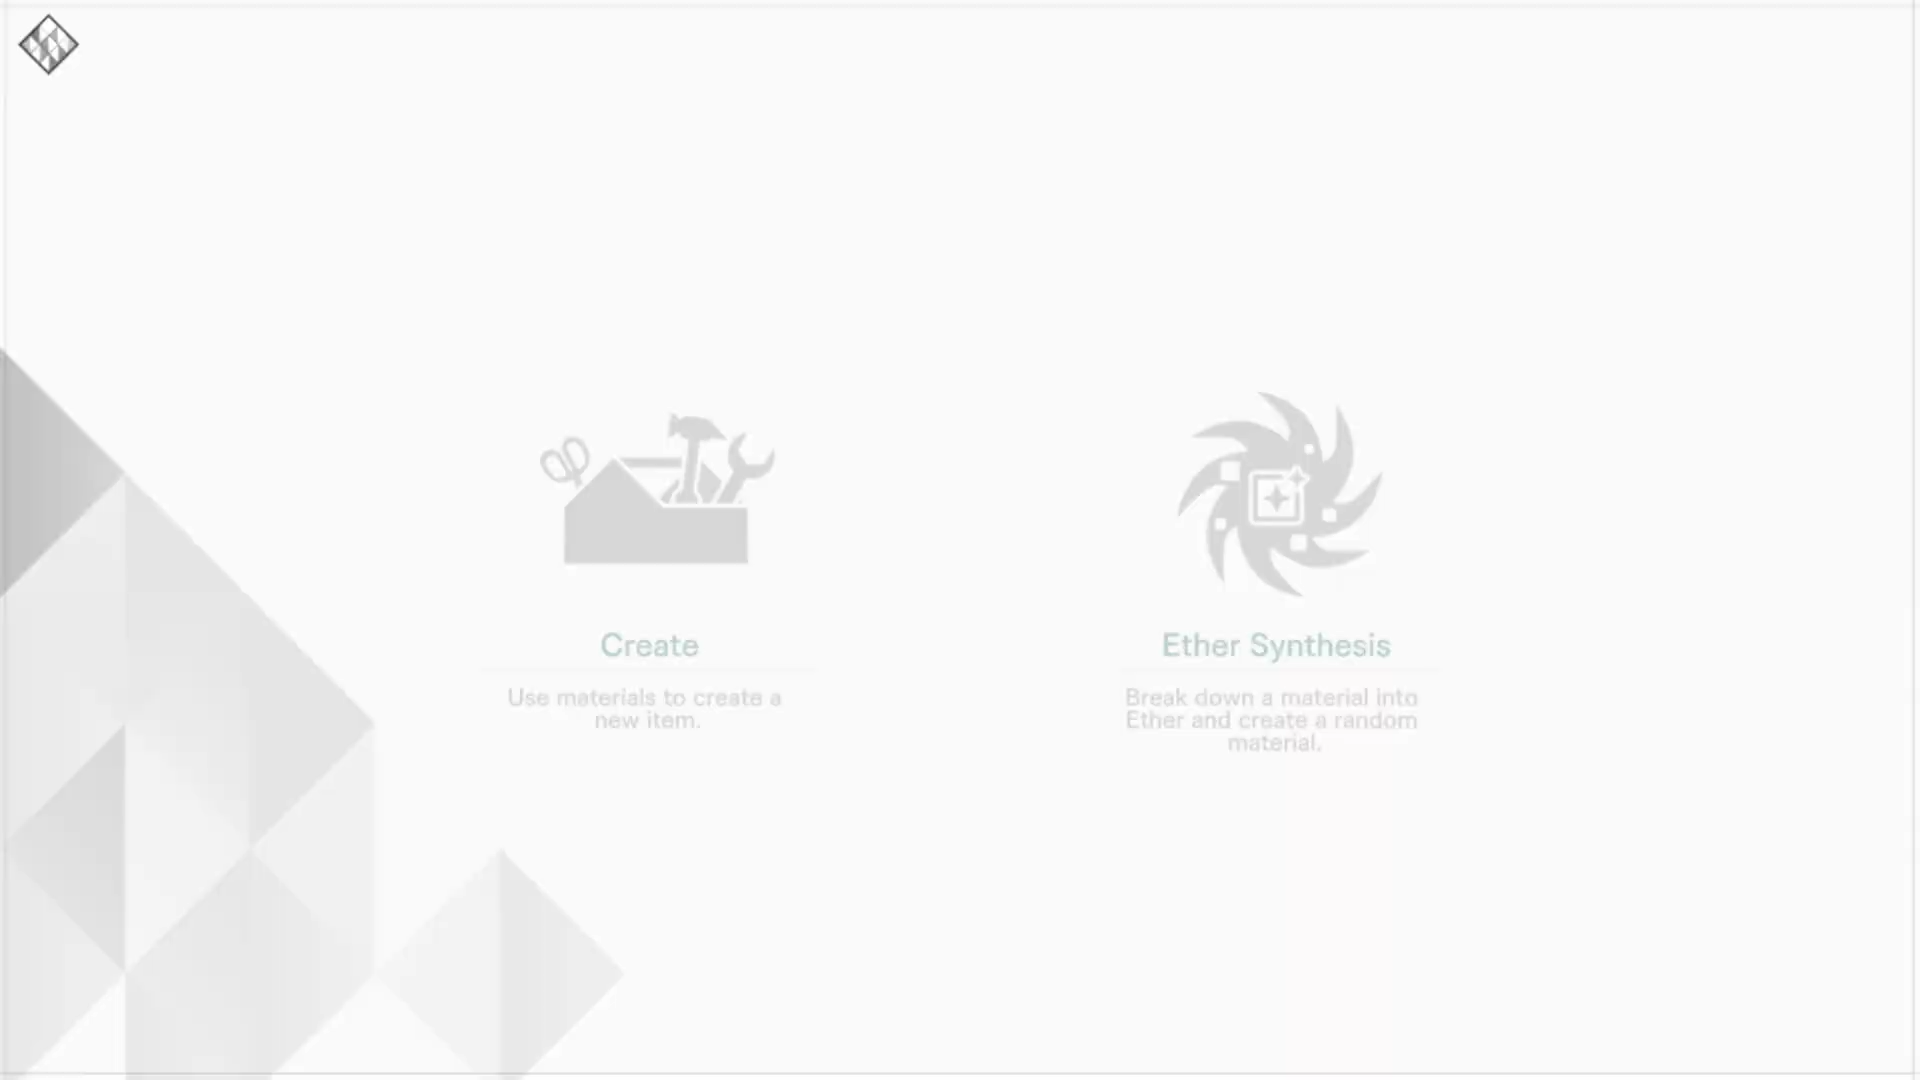 Create
Use materials to create a
new item.
Ether Synthesis
Break down a material into
Ether and create a random
material.